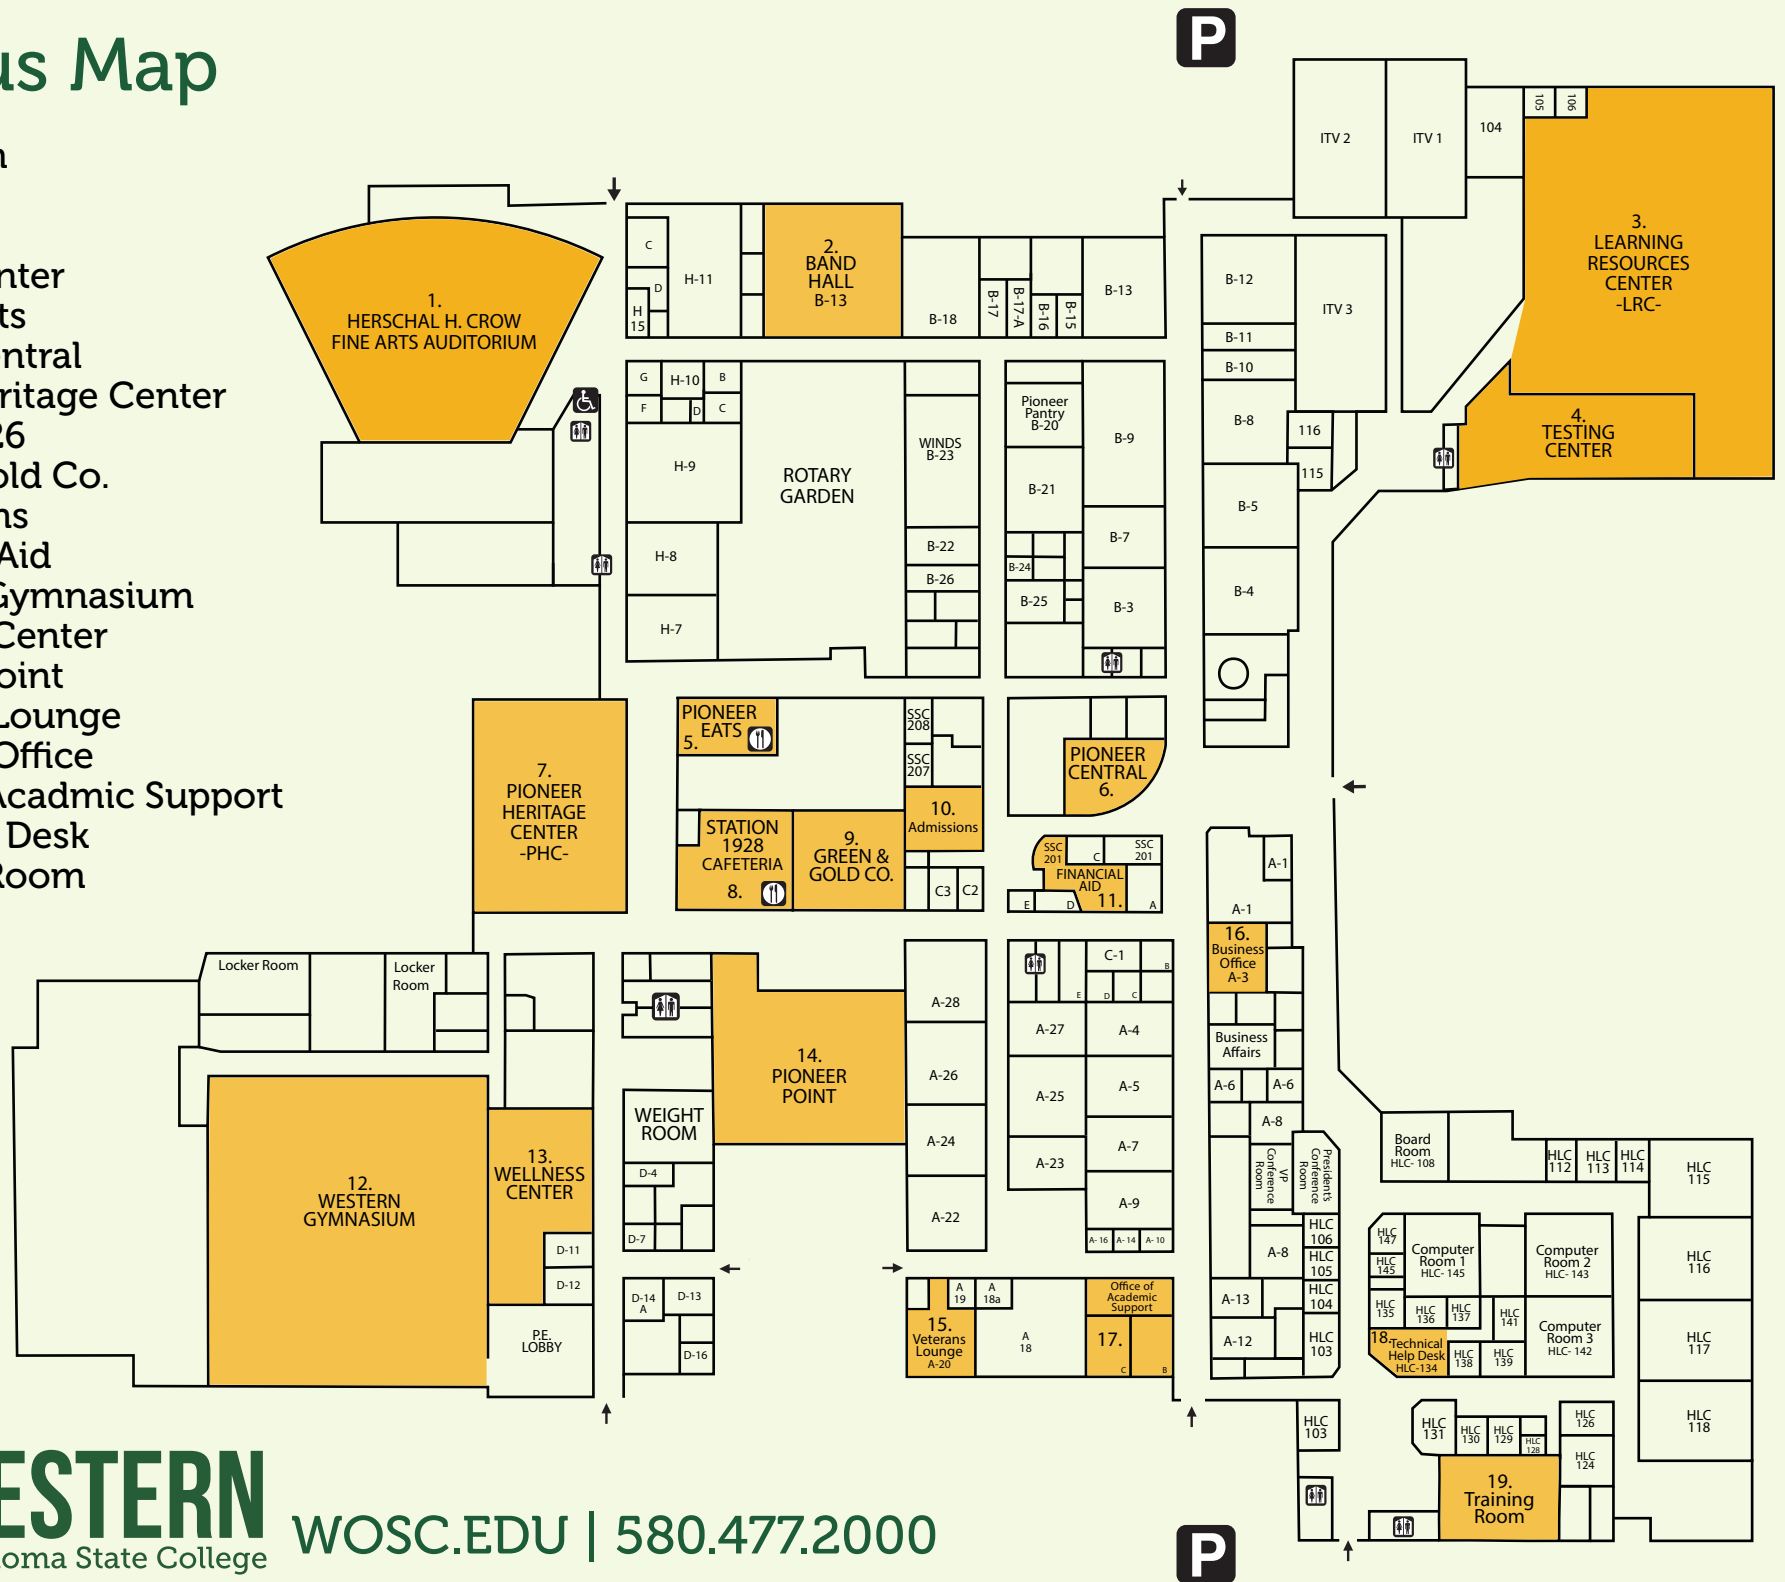 us Map
n
nter
ts
entral
ritage Center
26
old Co.
ns
Aid
Gymnasium
Center
oint
Lounge
Office
Acadmic Support
Desk
Room
P
ITV 2
ITV 1
104
105
106
3.
LEARNING
RESOURCES
CENTER
-LRC-
1.
HERSCHAL H. CROW
FINE ARTS AUDITORIUM
C
D
H
15
H-11
2.
BAND
HALL
B-13
B-18
B-17
B-17-A
B-16
B-15
B-13
B-12
B-11
B-10
B-8
ITV 3
116
115
B-5
B-4
4.
TESTING
CENTER
G
H-10
B
F
D
C
H-9
H-8
H-7
ROTARY
GARDEN
WINDS
B-23
B-22
B-26
Pioneer
Pantry
B-20
B-21
B-24
B-25
B-9
B-7
B-3
7.
PIONEER
HERITAGE
CENTER
-PHC-
PIONEER
EATS
5.
SSC
208
SSC
207
10.
Admissions
STATION
1928
CAFETERIA
8.
9.
GREEN &
GOLD CO.
C3
C2
PIONEER
CENTRAL
6.
SSC
201
C
SSC
201
FINANCIAL
AID
11.
E
D
A
A-1
A-1
16.
Business
Office
A-3
Business
Affairs
A-6
A-6
A-8
VP
Conference
Room
President's
Conference
Room
A-8
HLC
106
HLC
105
HLC
104
HLC
103
A-13
A-12
Locker Room
Locker
Room
12.
WESTERN
GYMNASIUM
13.
WELLNESS
CENTER
D-11
D-12
P.E.
LOBBY
WEIGHT
ROOM
D-4
D-7
D-14
A
D-13
D-16
14.
PIONEER
POINT
A-28
A-26
A-24
A-22
E
C-1
B
D
C
A-27
A-4
A-25
A-5
A-23
A-7
A-9
A- 16
A- 14
A- 10
15.
Veterans
Lounge
A-20
A
19
A
18a
A
18
Office of
Academic
Support
17.
C
B
Board
Room
HLC- 108
HLC
112
HLC
113
HLC
114
HLC
115
HLC
116
HLC
117
HLC
118
HLC
147
HLC
145
HLC
135
Computer
Room 1
HLC- 145
HLC
136
HLC
137
HLC
141
Computer
Room 2
HLC- 143
Computer
Room 3
HLC- 142
18.
Technical
Help Desk
HLC-134
HLC
138
HLC
139
HLC
103
HLC
131
HLC
130
HLC
129
HLC
128
HLC
126
HLC
124
19.
Training
Room
P
ESTERN
oma State College
WOSC.EDU | 580.477.2000